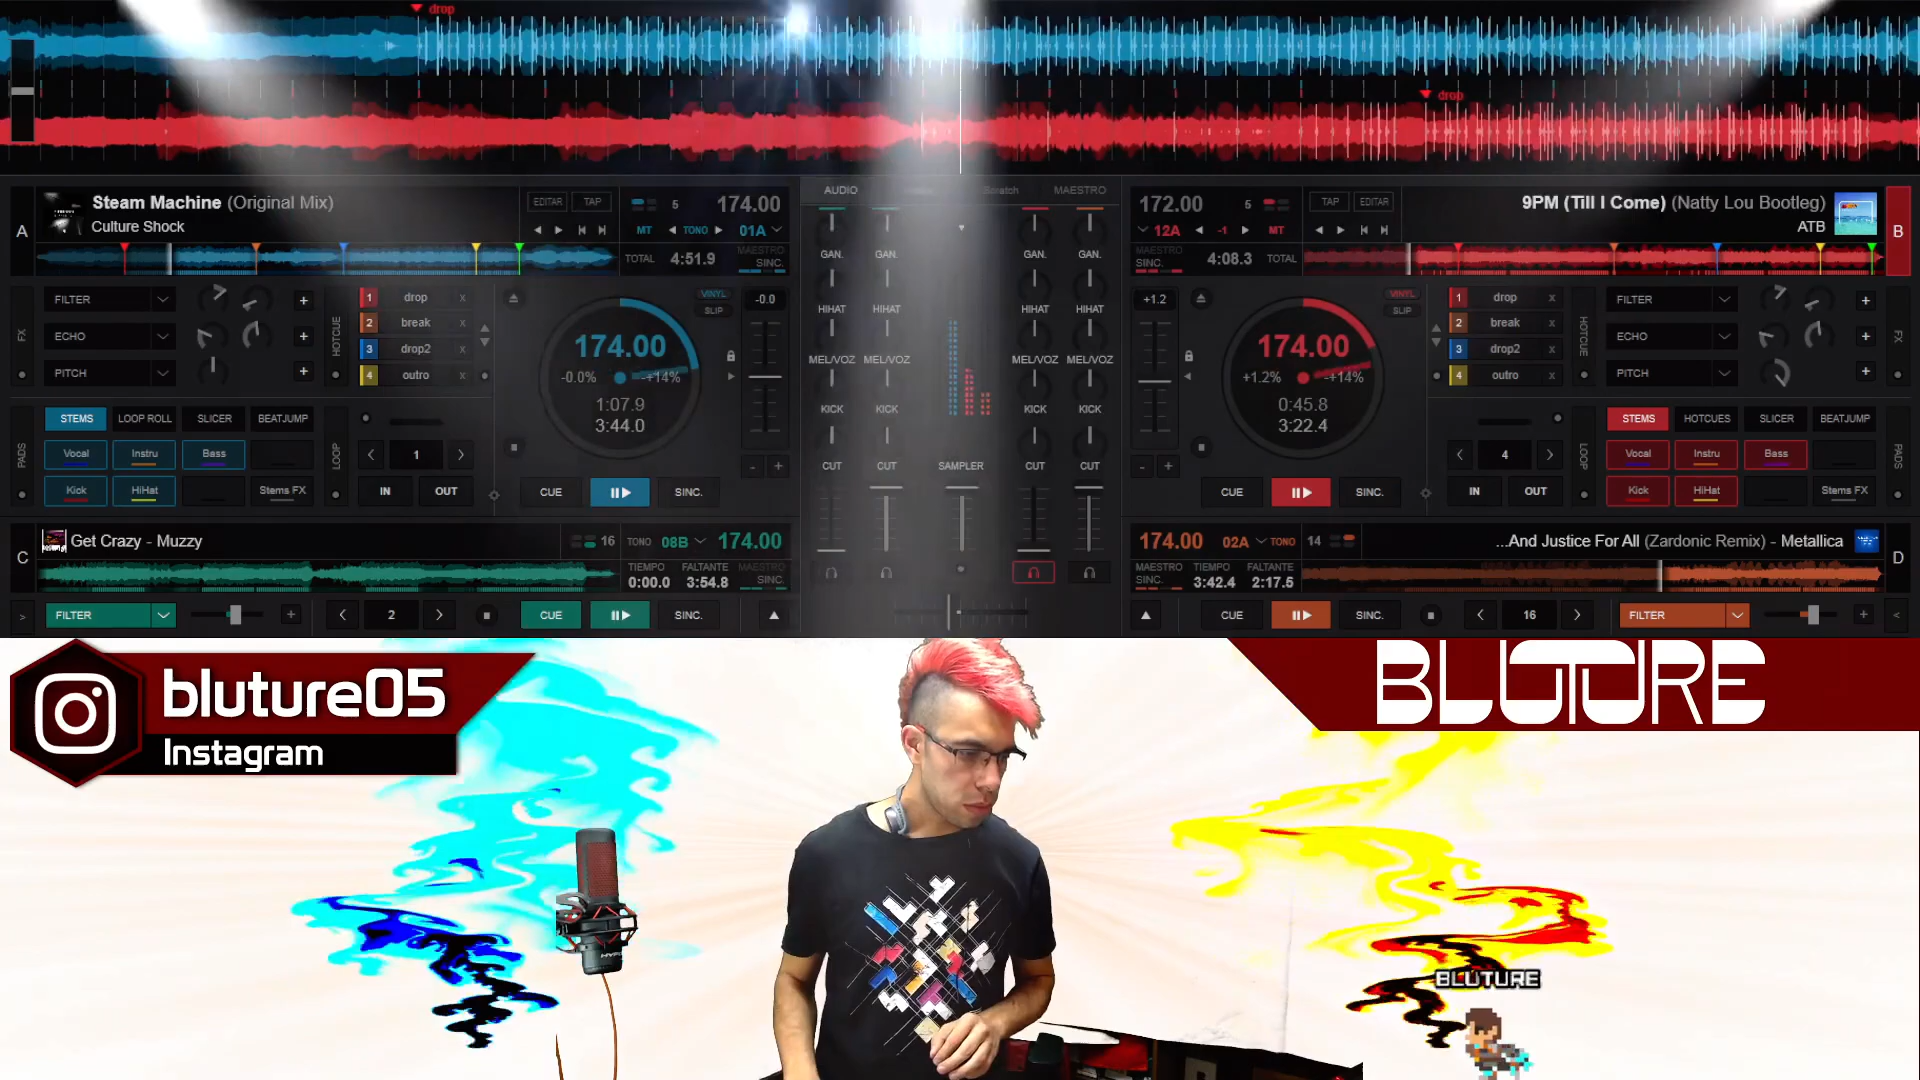 drop
drop
A
Steam Machine (Original Mix)
Culture Shock
EDITAR TAP
5 174.00
MT TONO 01A
TOTAL 4:51.9 MAESTRO SINC.
AUDIO Scratch MAESTRO
172.00 5
12A -1 MT
MAESTRO SINC. 4:08.3 TOTAL
TAP EDITAR
9PM (Till I Come) (Natty Lou Bootleg)
ATB
B
FX
FILTER
ECHO
PITCH
HOTCUE
1 drop x
2 break x
3 drop2 x
4 outro x
VINYL
SLIP
174.00
-0.0% -+14%
1:07.9
3:44.0
-0.0
GAN. GAN. GAN. GAN.
HIHAT HIHAT HIHAT HIHAT
MEL/VOZ MEL/VOZ MEL/VOZ MEL/VOZ
KICK KICK KICK KICK
CUT CUT SAMPLER CUT CUT
+1.2
VINYL
SLIP
174.00
+1.2% -+14%
0:45.8
3:22.4
1 drop x
2 break x
3 drop2 x
4 outro x
HOTCUE
FILTER
ECHO
PITCH
FX
PADS
STEMS LOOP ROLL SLICER BEATJUMP
Vocal Instru Bass
Kick HiHat Stems FX
LOOP
1
IN OUT
CUE SINC.
CUE SINC.
4
IN OUT
LOOP
STEMS HOTCUES SLICER BEATJUMP
Vocal Instru Bass
Kick HiHat Stems FX
PADS
C
Get Crazy - Muzzy
16 TONO 08B 174.00
TIEMPO FALTANTE MAESTRO
0:00.0 3:54.8 SINC.
FILTER
2
CUE SINC.
174.00 02A TONO 14
MAESTRO TIEMPO FALTANTE
SINC. 3:42.4 2:17.5
...And Justice For All (Zardonic Remix) - Metallica
D
CUE SINC.
16
FILTER
bluture05
Instagram
BLUTURE
BLUTURE